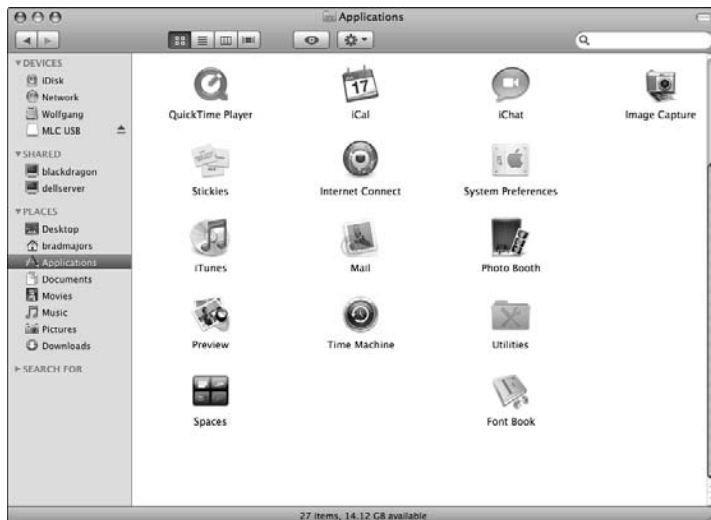 Applications
DEVICES
iDisk
Network
Wolfgang
MLC USB
SHARED
blackdragon
dellserver
PLACES
Desktop
bradmajors
Applications
Documents
Movies
Music
Pictures
Downloads
SEARCH FOR
QuickTime Player
17
iCal
iChat
Image Capture
Stickies
Internet Connect
System Preferences
iTunes
Mail
Photo Booth
Preview
Time Machine
Utilities
Spaces
Font Book
27 items, 14.12 GB available